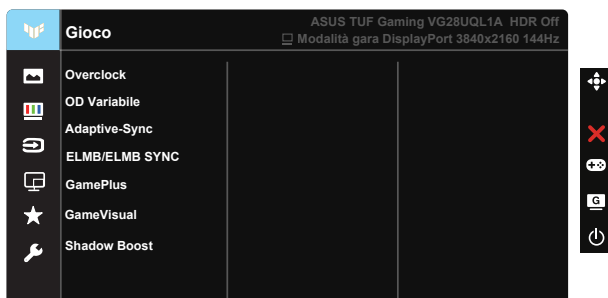 Gioco
ASUS TUF Gaming VG28UQL1A HDR Off
Modalità gara DisplayPort 3840x2160 144Hz
Overclock
OD Variabile
Adaptive-Sync
ELMB/ELMB SYNC
GamePlus
GameVisual
Shadow Boost
G